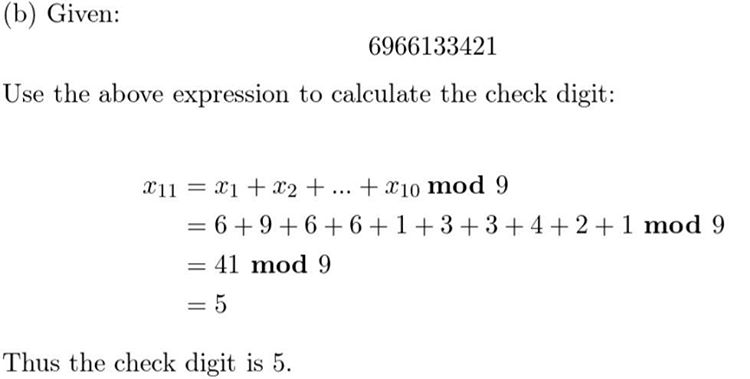 (b) Given:
6966133421
Use the above expression to calculate the check digit:
x₁₁ = x₁ + x₂ + ... + x₁₀ mod 9
= 6 + 9 + 6 + 6 + 1 + 3 + 3 + 4 + 2 + 1 mod 9
= 41 mod 9
= 5
Thus the check digit is 5.